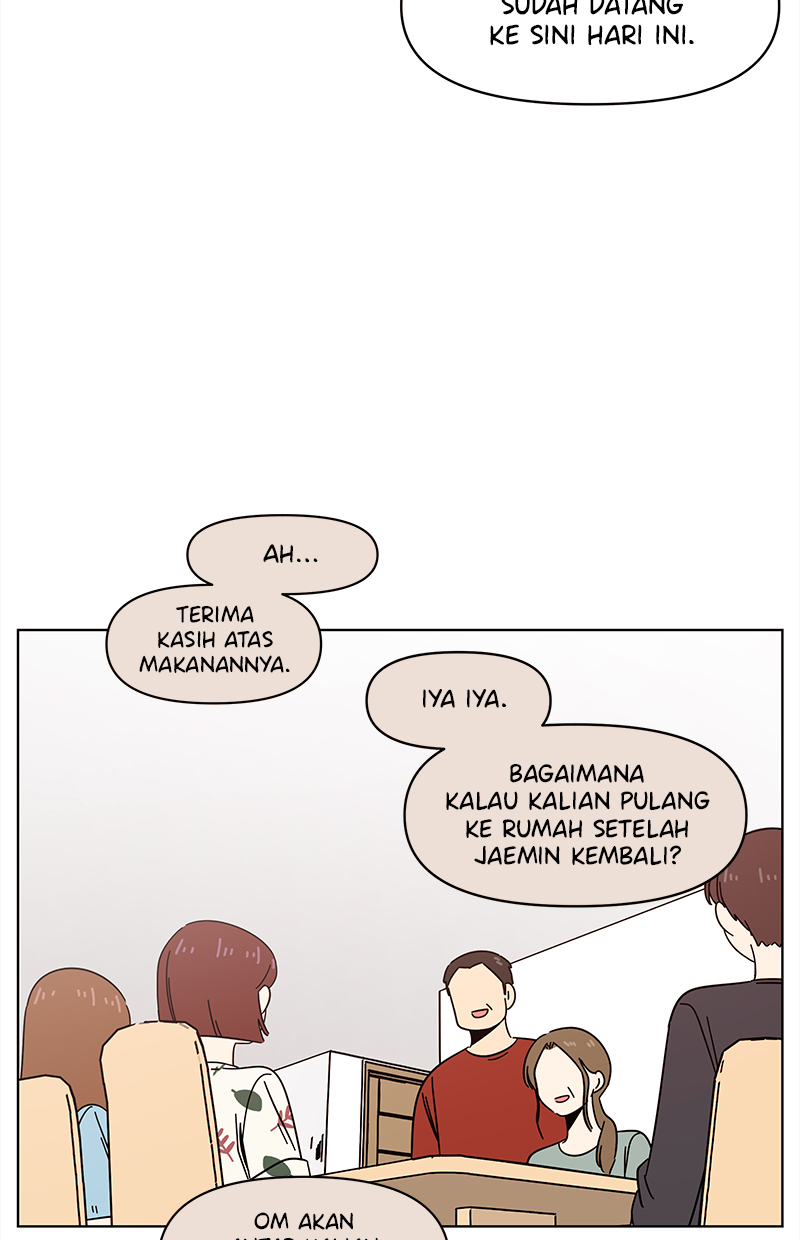 SUDAH DATANG
KE SINI HARI INI.
AH...
TERIMA
KASIH ATAS
MAKANANNYA.
IYA IYA.
BAGAIMANA
KALAU KALIAN PULANG
KE RUMAH SETELAH
JAEMIN KEMBALI?
OM AKAN